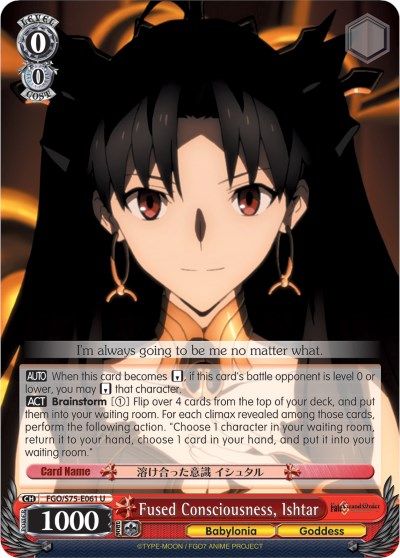 LEVEL
0
0
COST
I'm always going to be me no matter what.
AUTO When this card becomes, if this card's battle opponent is level 0 or
lower, you may that character.
ACT Brainstorm [①] Flip over 4 cards from the top of your deck, and put
them into your waiting room. For each climax revealed among those cards,
perform the following action. "Choose 1 character in your waiting room,
return it to your hand, choose 1 card in your hand, and put it into your
waiting room."
Card Name 溶け合った意識 イシュタル
CH FGO/S75-E061 U
Fused Consciousness, Ishtar
Fate/Grand Order
POWER 1000
Babylonia Goddess
©TYPE-MOON / FGO7 ANIME PROJECT